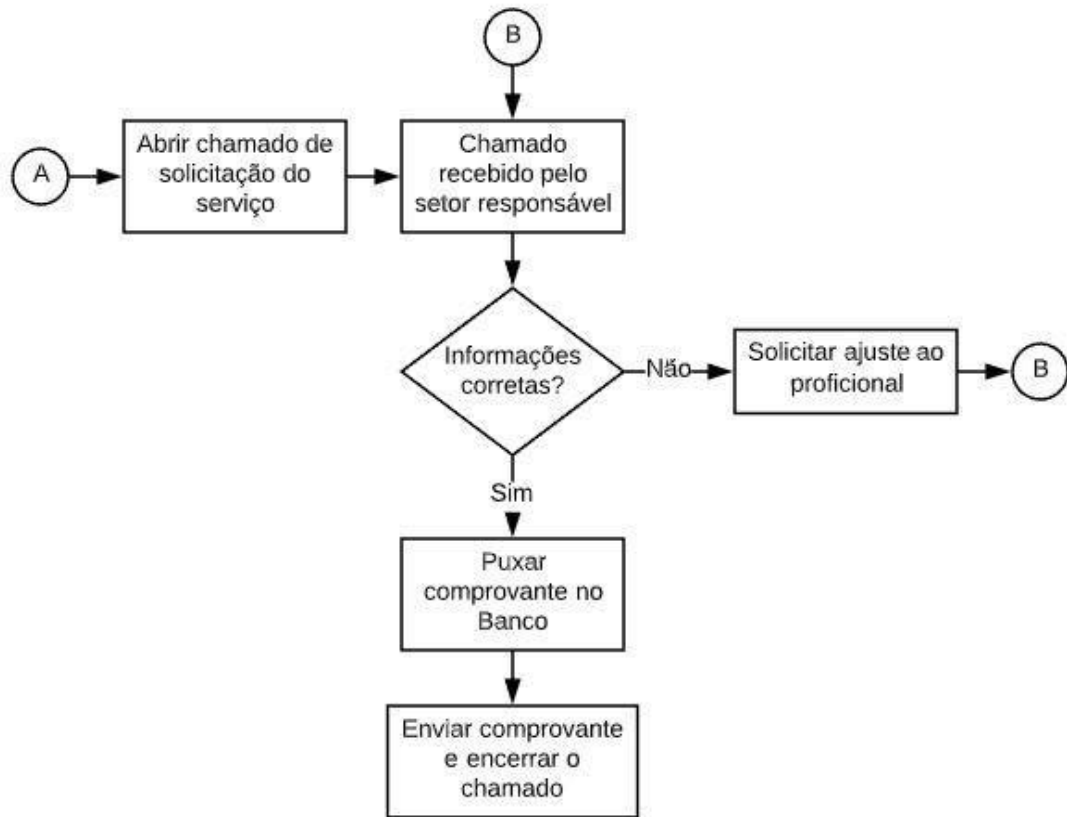 B
A
Abrir chamado de
solicitação do
serviço
Chamado
recebido pelo
setor responsável
Informações
corretas?
Não
Solicitar ajuste ao
proficional
B
Sim
Puxar
comprovante no
Banco
Enviar comprovante
e encerrar o
chamado